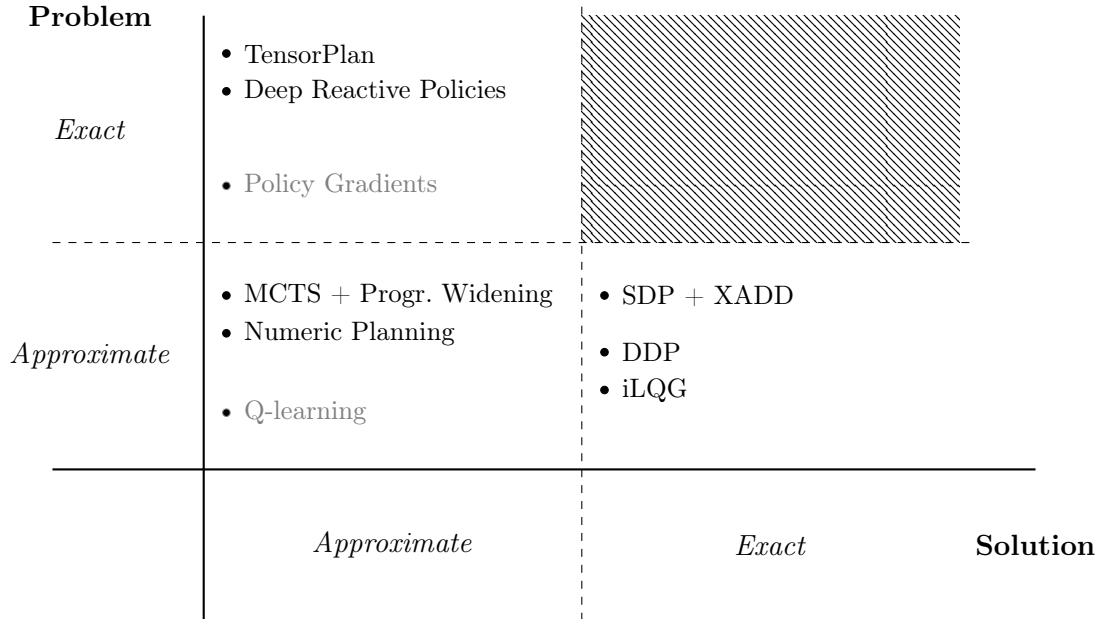 Problem
• TensorPlan
• Deep Reactive Policies
Exact
• Policy Gradients
• MCTS + Progr. Widening
• SDP + XADD
• Numeric Planning
Approximate
• DDP
• iLQG
• Q-learning
Approximate
Exact
Solution